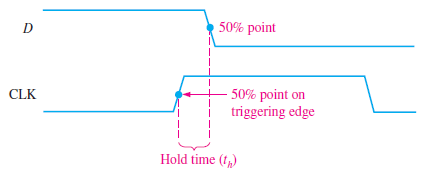 D
50% point
CLK
50% point on
triggering edge
Hold time (tₕ)